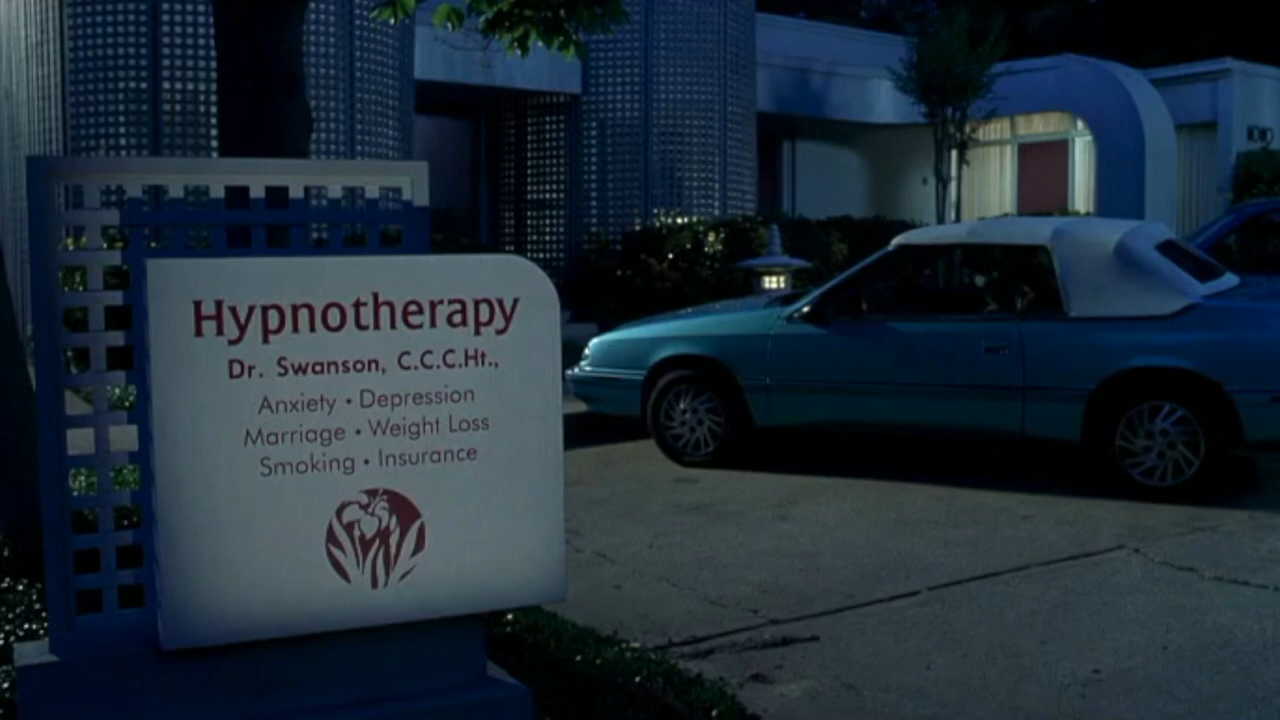 Hypnotherapy
Dr. Swanson, C.C.C.Ht.,
Anxiety • Depression
Marriage • Weight Loss
Smoking • Insurance